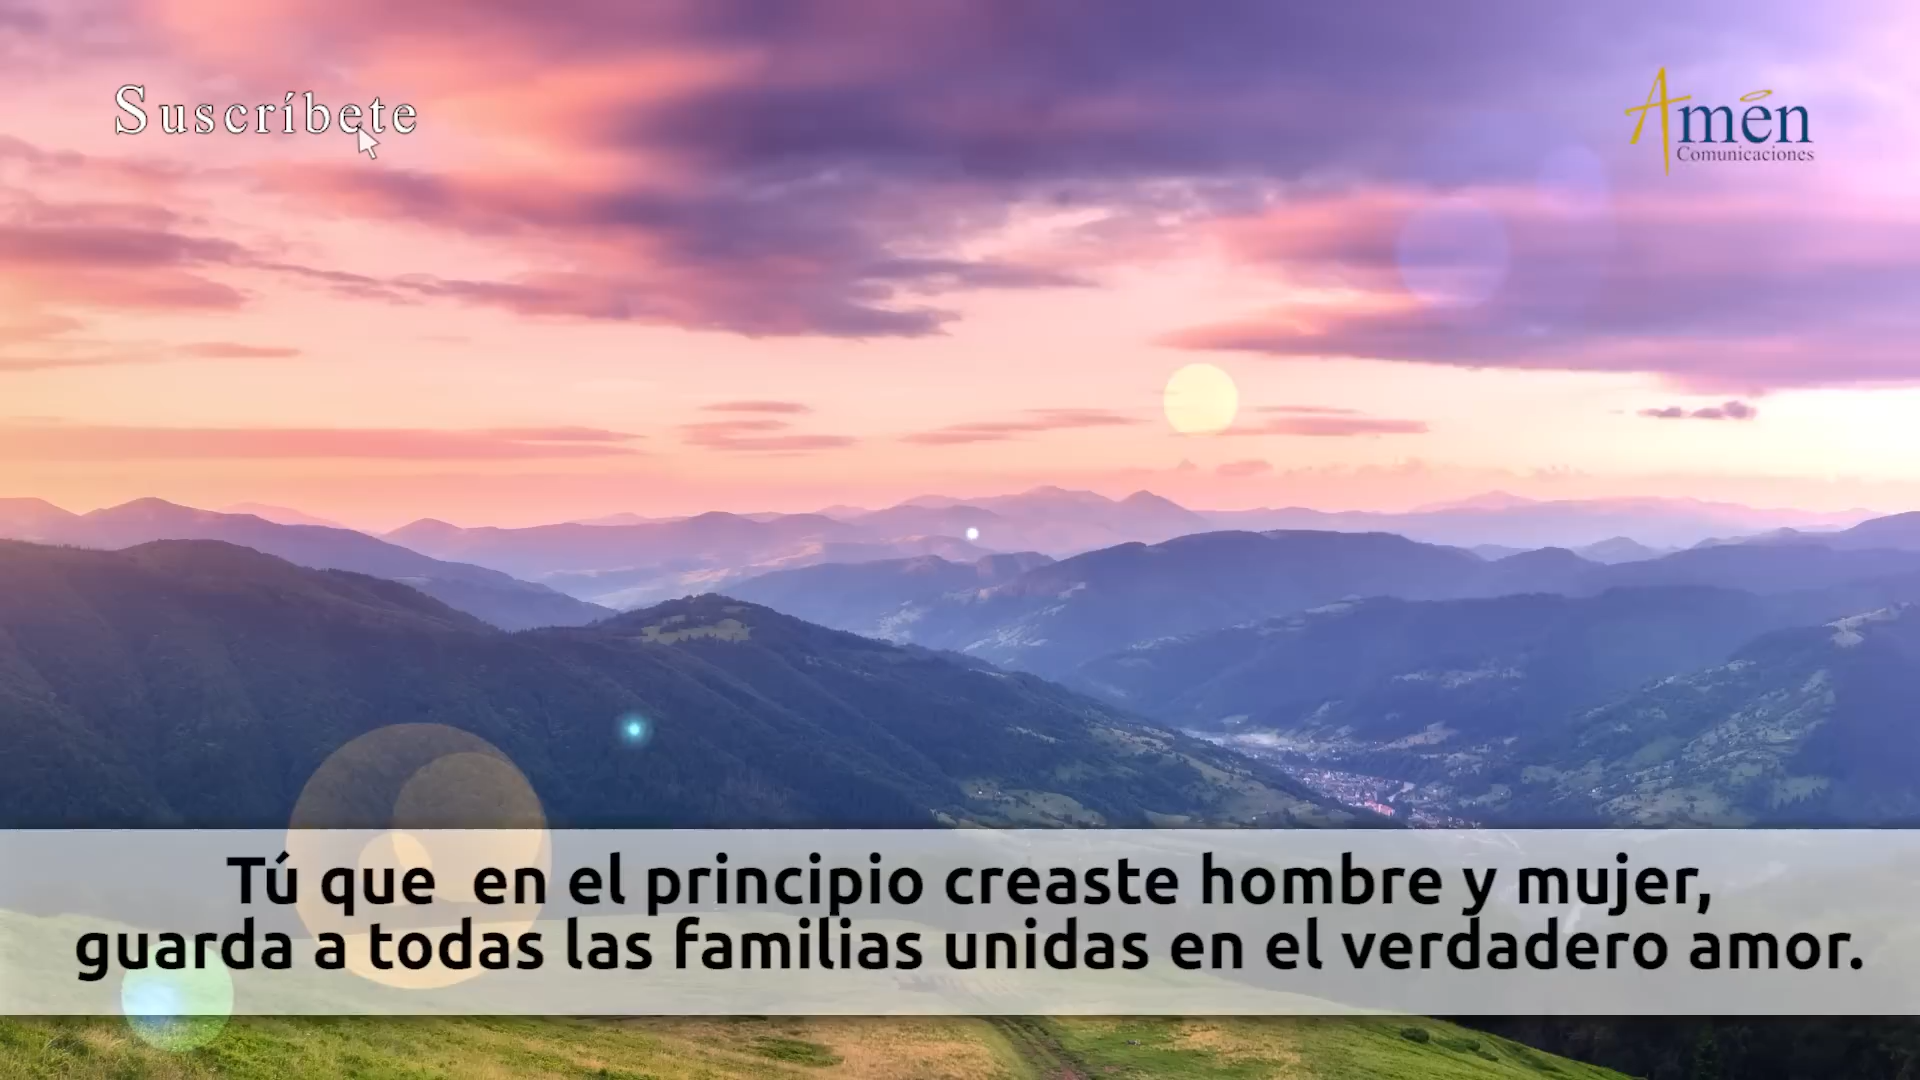 Suscríbete
Amén
Comunicaciones
Tú que en el principio creaste hombre y mujer,
guarda a todas las familias unidas en el verdadero amor.